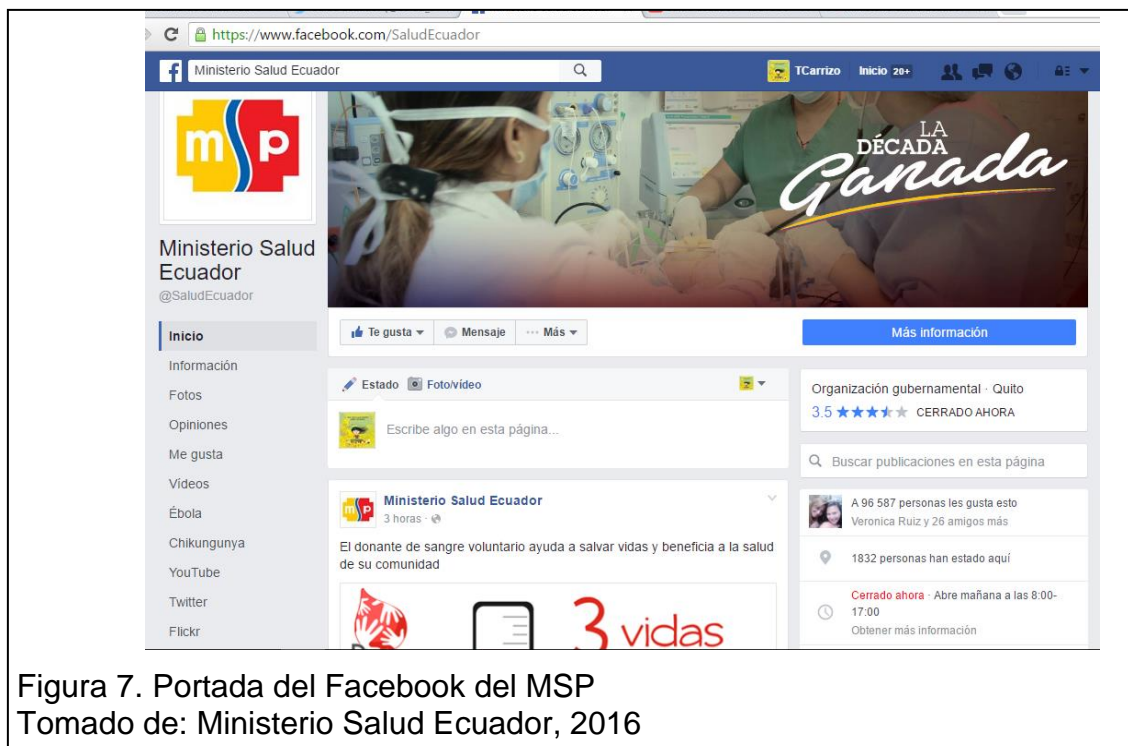 https://www.facebook.com/SaludEcuador
Ministerio Salud Ecuador
TCarrizo Inicio 20+
msp
LA
DÉCADA
Ganada
Ministerio Salud
Ecuador
@SaludEcuador
Te gusta Mensaje ··· Más
Más información
Inicio
Información
Fotos
Opiniones
Me gusta
Vídeos
Ébola
Chikungunya
YouTube
Twitter
Flickr
Estado Foto/vídeo
Escribe algo en esta página...
Ministerio Salud Ecuador
3 horas ·
El donante de sangre voluntario ayuda a salvar vidas y beneficia a la salud
de su comunidad
3 vidas
Organización gubernamental · Quito
3.5 ★★★★★ CERRADO AHORA
Buscar publicaciones en esta página
A 96 587 personas les gusta esto
Veronica Ruiz y 26 amigos más
1832 personas han estado aquí
Cerrado ahora · Abre mañana a las 8:00-
17:00
Obtener más información
Figura 7. Portada del Facebook del MSP
Tomado de: Ministerio Salud Ecuador, 2016